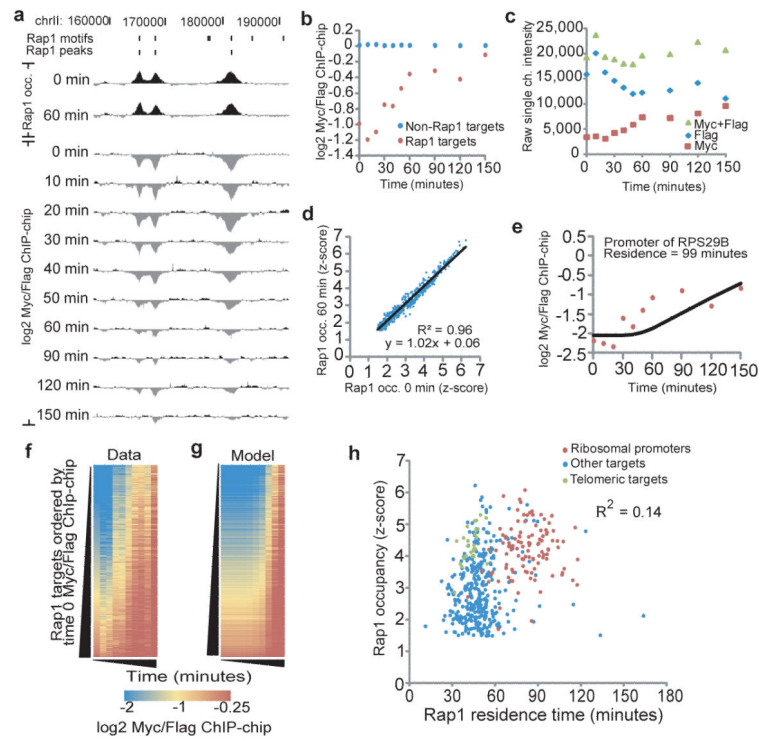 a
chrII: 160000 170000 180000 190000
Rap1 motifs
Rap1 peaks
Rap1 occ.
0 min
60 min
log2 Myc/Flag ChIP-chip
0 min
10 min
20 min
30 min
40 min
50 min
60 min
90 min
120 min
150 min
b
log2 Myc/Flag ChIP-chip
0.2
0
-0.2
-0.4
-0.6
-0.8
-1.0
-1.2
-1.4
Non-Rap1 targets
Rap1 targets
0 30 60 90 120 150
Time (minutes)
c
Raw single ch. intensity
25,000
20,000
15,000
10,000
5,000
0
Myc+Flag
Flag
Myc
0 30 60 90 120 150
Time (minutes)
d
Rap1 occ. 60 min (z-score)
7
6
5
4
3
2
1
0
R² = 0.96
y = 1.02x + 0.06
0 1 2 3 4 5 6 7
Rap1 occ. 0 min (z-score)
e
log2 Myc/Flag ChIP-chip
0.5
0
-0.5
-1
-1.5
-2
-2.5
Promoter of RPS29B
Residence = 99 minutes
0 30 60 90 120 150
Time (minutes)
f
Data
g
Model
Rap1 targets ordered by
time 0 Myc/Flag ChIP-chip
Time (minutes)
-2 -1 -0.25
log2 Myc/Flag ChIP-chip
h
Ribosomal promoters
Other targets
Telomeric targets
R² = 0.14
Rap1 occupancy (z-score)
7
6
5
4
3
2
1
0
0 30 60 90 120 150 180
Rap1 residence time (minutes)